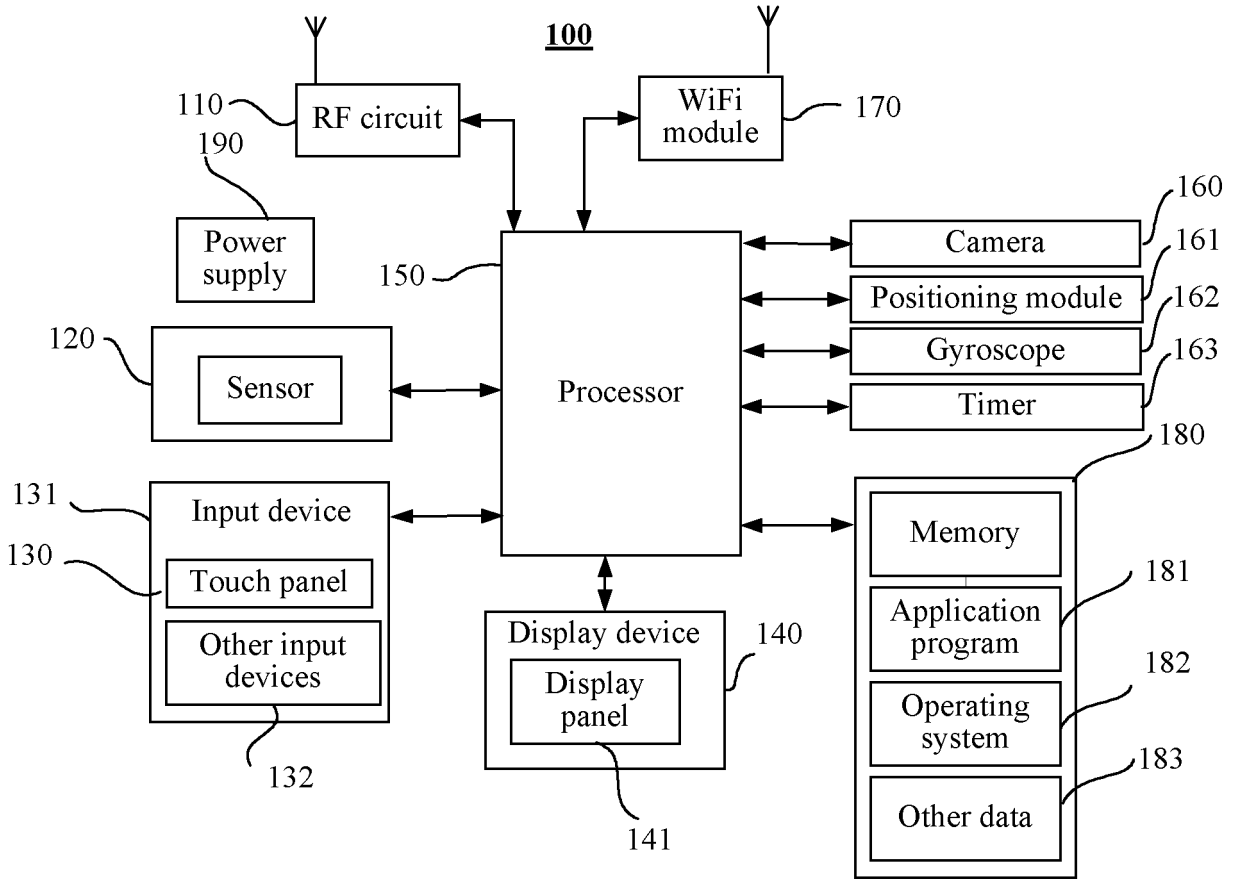 100
110
RF circuit
WiFi
module
170
190
Power
supply
150
Processor
160
Camera
161
Positioning module
162
Gyroscope
163
Timer
120
Sensor
180
131
Input device
130
Touch panel
Other input
devices
132
Display device
140
Display
panel
141
Memory
181
Application
program
182
Operating
system
183
Other data